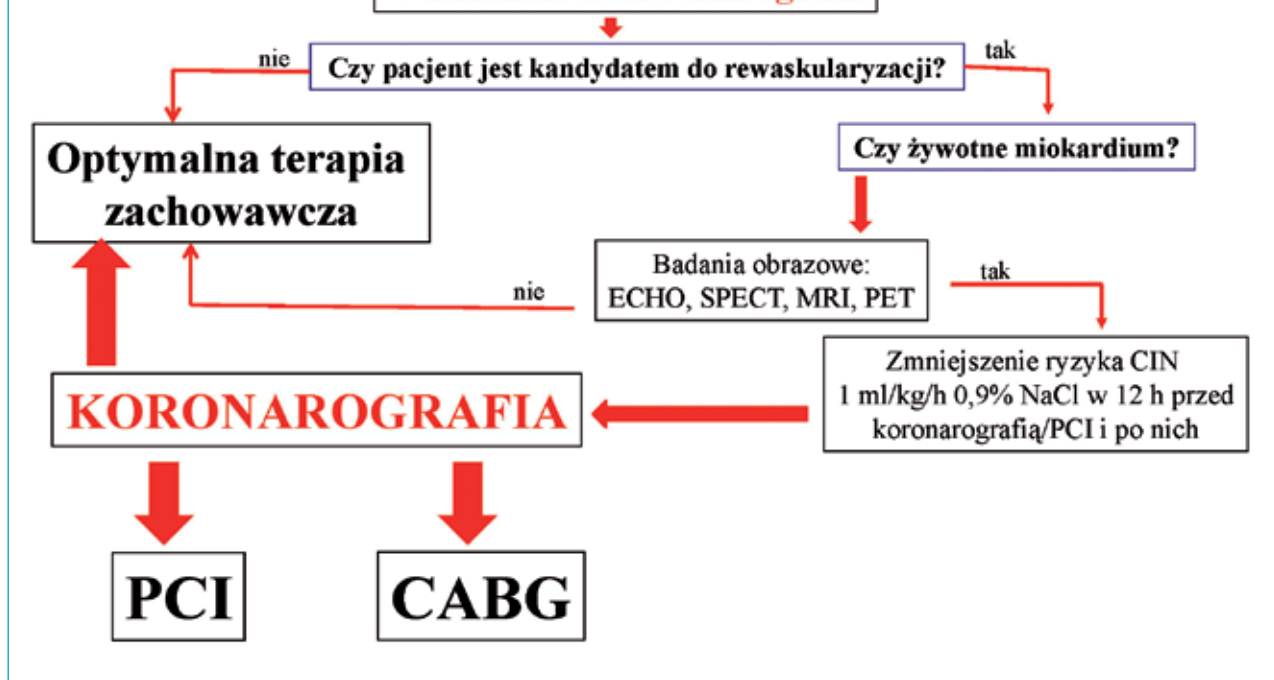 nie
Czy pacjent jest kandydatem do rewaskularyzacji?
tak
Optymalna terapia
zachowawcza
Czy żywotne miokardium?
Badania obrazowe:
ECHO, SPECT, MRI, PET
nie
tak
Zmniejszenie ryzyka CIN
1 ml/kg/h 0,9% NaCl w 12 h przed
koronarografią/PCI i po nich
KORONAROGRAFIA
PCI
CABG